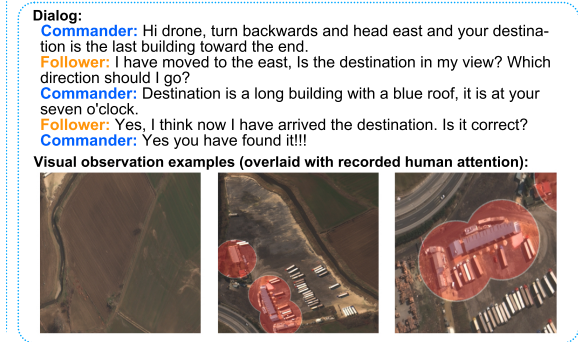 Dialog:
Commander: Hi drone, turn backwards and head east and your destina-
tion is the last building toward the end.
Follower: I have moved to the east, Is the destination in my view? Which
direction should I go?
Commander: Destination is a long building with a blue roof, it is at your
seven o'clock.
Follower: Yes, I think now I have arrived the destination. Is it correct?
Commander: Yes you have found it!!!
Visual observation examples (overlaid with recorded human attention):